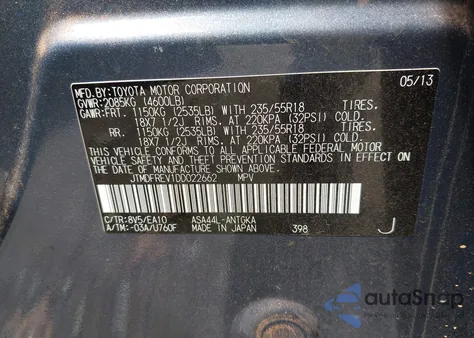 MFD.BY:TOYOTA MOTOR CORPORATION 05/13
GVWR:2085KG (4600LB)
GAWR:FRT. 1150KG (2535LB) WITH 235/55R18 TIRES.
18X7 1/2J RIMS, AT 220KPA (32PSI) COLD
RR. 1150KG (2535LB) WITH 235/55R18 TIRES.
18X7 1/2J RIMS, AT 220KPA (32PSI) COLD
THIS VEHICLE CONFORMS TO ALL APPLICABLE FEDERAL MOTOR
VEHICLE SAFETY AND THEFT PREVENTION STANDARDS IN EFFECT
ON THE DATE OF MANUFACTURE SHOWN ABOVE.
JTMDFREV1DD022662 MPV
C/TR:8V5/EA10 ASA44L-ANTGKA
A/TM:-03A/U760F MADE IN JAPAN 398 J
autoSnap